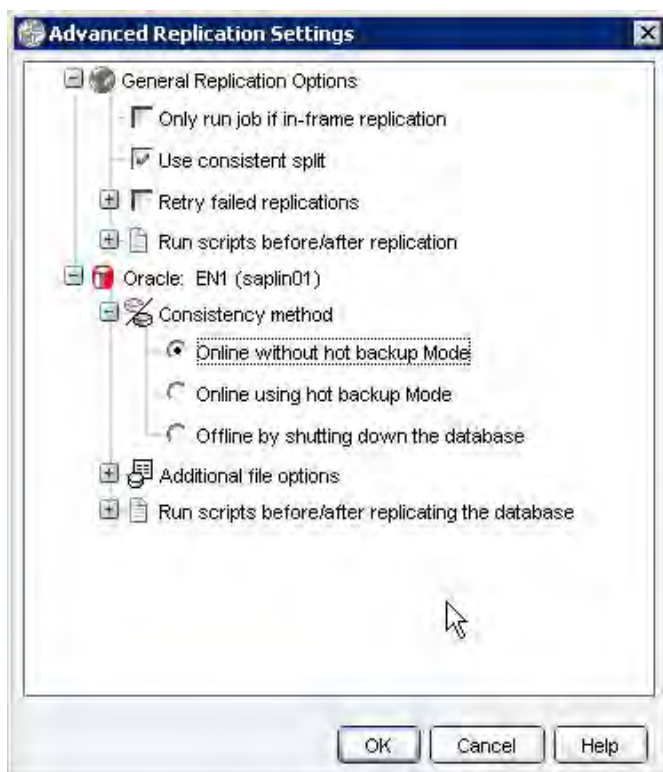 Advanced Replication Settings
General Replication Options
Only run job if in-frame replication
Use consistent split
Retry failed replications
Run scripts before/after replication
Oracle: EN1 (saplin01)
Consistency method
Online without hot backup Mode
Online using hot backup Mode
Offline by shutting down the database
Additional file options
Run scripts before/after replicating the database
OK Cancel Help